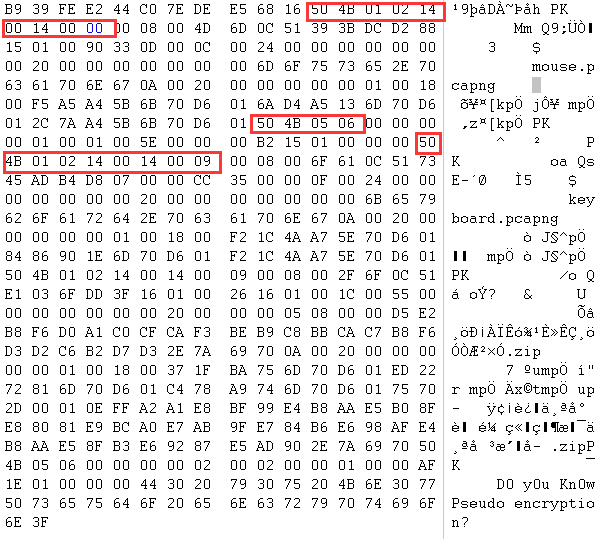 B9 39 FE E2 44 C0 7E DE E5 68 16 50 4B 01 02 14 ¹9þâDÀ~Þåh PK
00 14 00 00 00 08 00 4D 6D 0C 51 39 3B DC D2 88 Mm Q9;ÜÒ
15 01 00 90 33 0D 00 0C 00 24 00 00 00 00 00 00 3 $
00 20 00 00 00 00 00 00 00 6D 6F 75 73 65 2E 70 mouse.p
63 61 70 6E 67 0A 00 20 00 00 00 00 00 01 00 18 capng
00 F5 A5 A4 5B 6B 70 D6 01 6A D4 A5 13 6D 70 D6 õ¥¤[kpÖ jÔ¥ mpÖ
01 2C 7A A4 5B 6B 70 D6 01 50 4B 05 06 00 00 00 ,z¤[kpÖ PK
00 01 00 01 00 5E 00 00 00 B2 15 01 00 00 00 50 ^ ² P
4B 01 02 14 00 14 00 09 00 08 00 6F 61 0C 51 73 K oa Qs
45 AD B4 D8 07 00 00 CC 35 00 00 0F 00 24 00 00 E-´Ø Ì5 $
00 00 00 00 00 20 00 00 00 00 00 00 00 6B 65 79 key
62 6F 61 72 64 2E 70 63 61 70 6E 67 0A 00 20 00 board.pcapng
00 00 00 00 01 00 18 00 F2 1C 4A A7 5E 70 D6 01 ò J§^pÖ
84 86 90 1E 6D 70 D6 01 F2 1C 4A A7 5E 70 D6 01 mpÖ ò J§^pÖ
50 4B 01 02 14 00 14 00 09 00 08 00 2F 6F 0C 51 PK /o Q
E1 03 6F DD 3F 16 01 00 26 16 01 00 1C 00 55 00 á oÝ? & U
00 00 00 00 00 00 20 00 00 00 05 08 00 00 D5 E2 Õâ
B8 F6 D0 A1 C0 CF CA F3 BE B9 C8 BB CA C7 B8 F6 ¸öÐ¡ÀÏÊó¾¹È»ÊÇ¸ö
D3 D2 C6 B2 D7 D3 2E 7A 69 70 0A 00 20 00 00 00 ÓÒÆ²×Ó.zip
00 00 01 00 18 00 37 1F BA 75 6D 70 D6 01 ED 22 7 ºumpÖ í"
72 81 6D 70 D6 01 C4 78 A9 74 6D 70 D6 01 75 70 r mpÖ Äx©tmpÖ up
2D 00 01 0E FF A2 A1 E8 BF 99 E4 B8 AA E5 B0 8F - ÿ¢¡è¿ä¸ªå°
E8 80 81 E9 BC A0 E7 AB 9F E7 84 B6 E6 98 AF E4 è é¼ ç«ç¶æ¯ä
B8 AA E5 8F B3 E6 92 87 E5 AD 90 2E 7A 69 70 50 ¸ªå ³æå- .zipP
4B 05 06 00 00 00 00 02 00 02 00 00 01 00 00 AF K ¯
1E 01 00 00 00 44 30 20 79 30 75 20 4B 6E 30 77 D0 y0u Kn0w
50 73 65 75 64 6F 20 65 6E 63 72 79 70 74 69 6F Pseudo encryptio
6E 3F n?